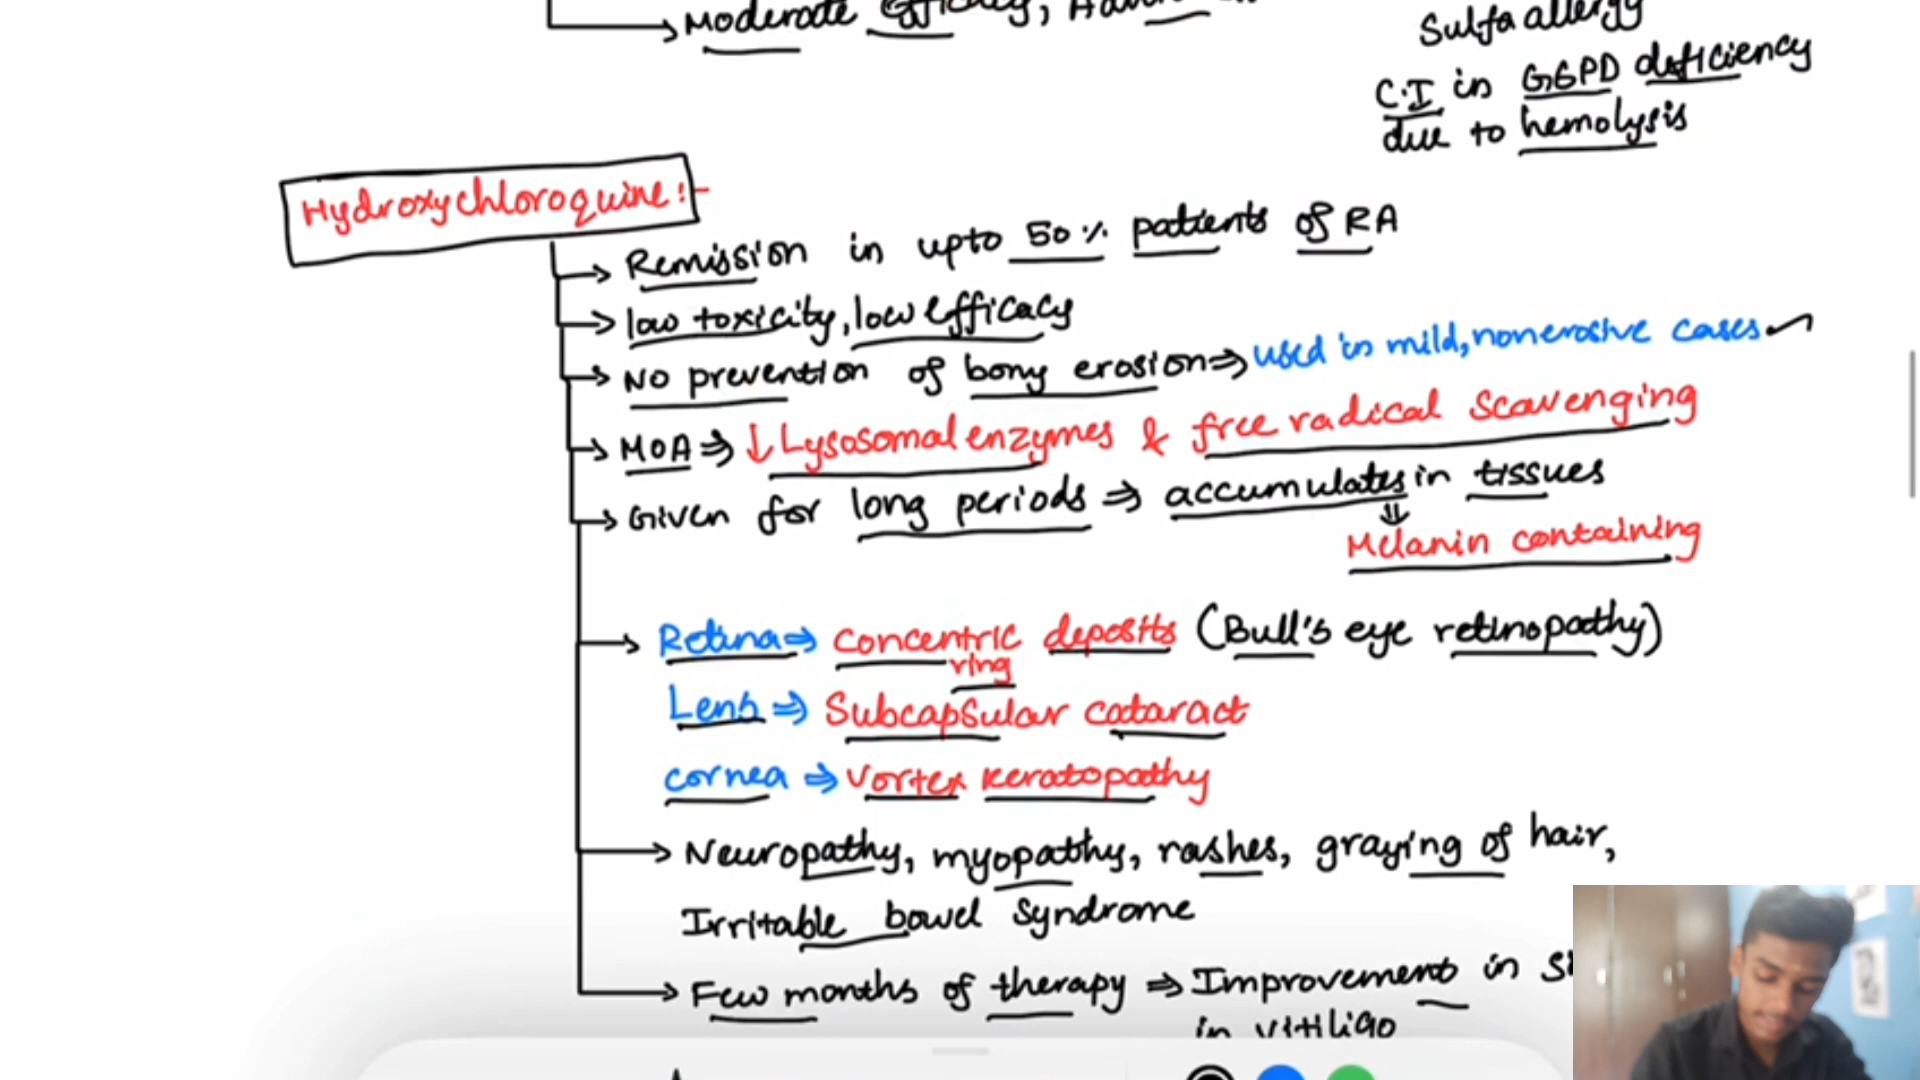 Moderate efficacy,
Sulfa allergy
C.I in G6PD deficiency
due to hemolysis
Hydroxychloroquine:-
Remission in upto 50% patients of RA
low toxicity, low efficacy
No prevention of bony erosion ⇒ used in mild, nonerosive cases
MOA ⇒ ↓ Lysosomal enzymes & free radical scavenging
Given for long periods ⇒ accumulates in tissues
⇓
Melanin containing
Retina ⇒ concentric deposits (Bull's eye retinopathy)
ring
Lens ⇒ Subcapsular cataract
cornea ⇒ Vortex keratopathy
Neuropathy, myopathy, rashes, graying of hair,
Irritable bowel syndrome
Few months of therapy ⇒ Improvement in
in vitiligo